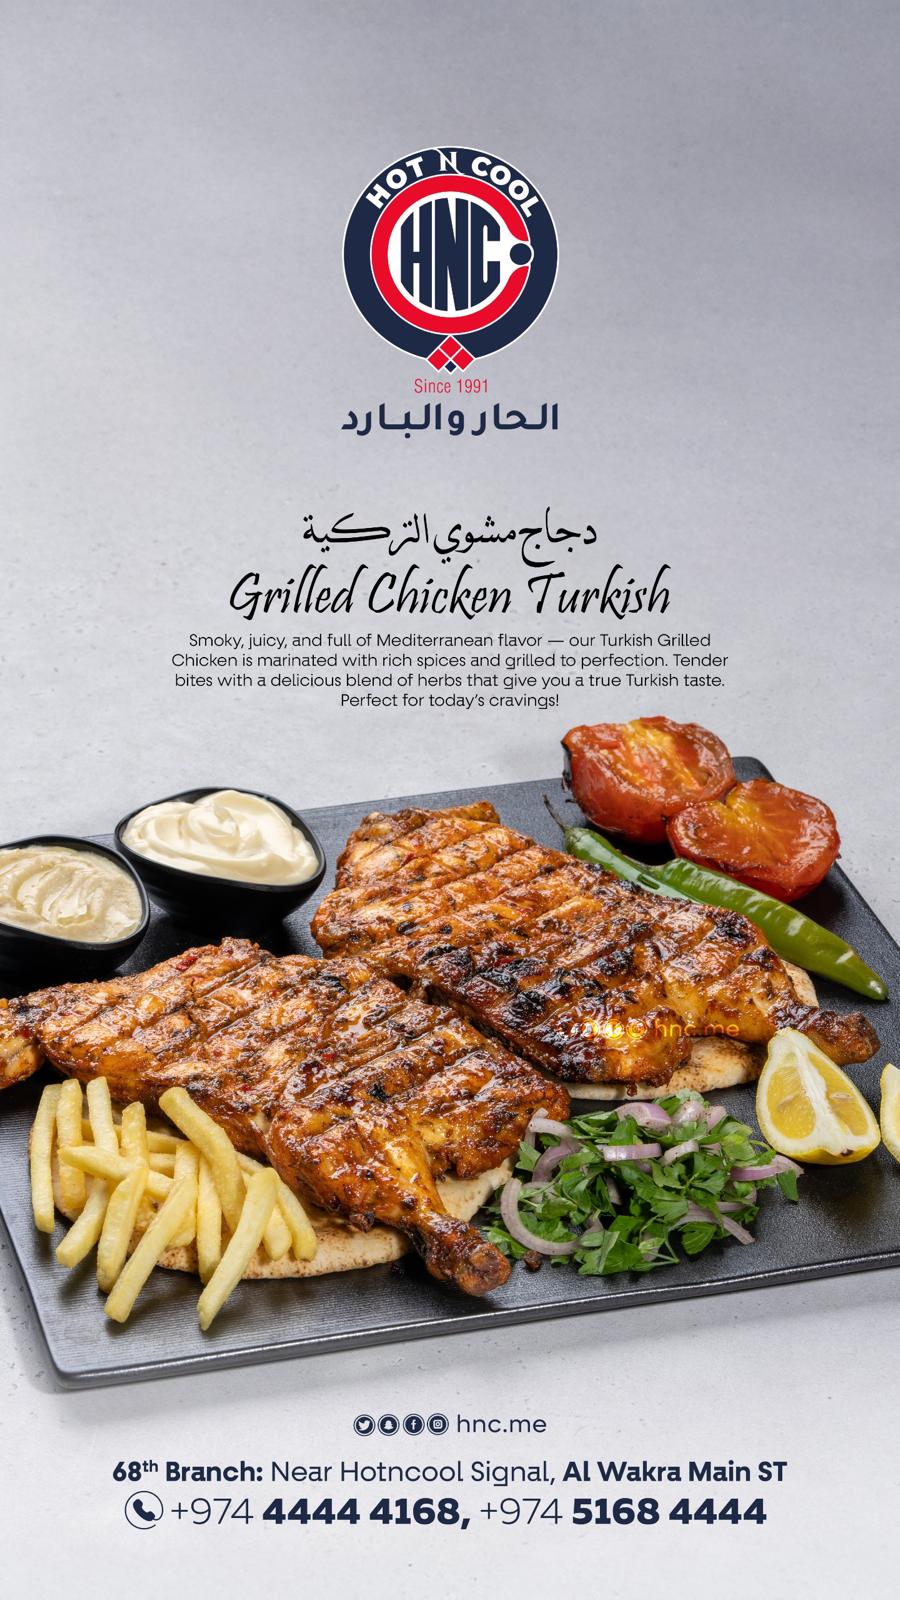 HOT N COOL
HNC
Since 1991
الحار والبارد
دجاج مشوي التركية
Grilled Chicken Turkish
Smoky, juicy, and full of Mediterranean flavor — our Turkish Grilled
Chicken is marinated with rich spices and grilled to perfection. Tender
bites with a delicious blend of herbs that give you a true Turkish taste.
Perfect for today's cravings!
hnc.me
hnc.me
68th Branch: Near Hotncool Signal, Al Wakra Main ST
+974 4444 4168, +974 5168 4444